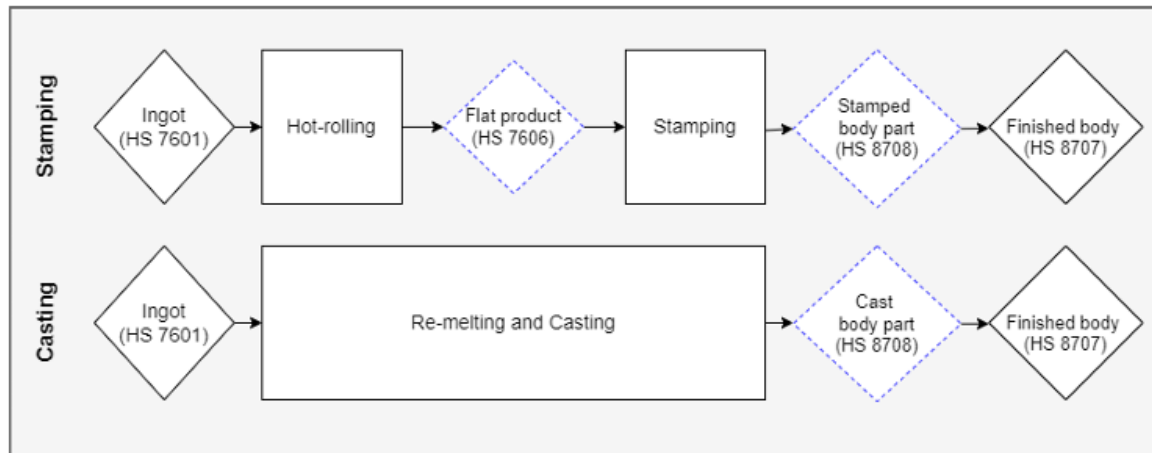 Stamping
Ingot
(HS 7601)
Hot-rolling
Flat product
(HS 7606)
Stamping
Stamped
body part
(HS 8708)
Finished body
(HS 8707)
Casting
Ingot
(HS 7601)
Re-melting and Casting
Cast
body part
(HS 8708)
Finished body
(HS 8707)